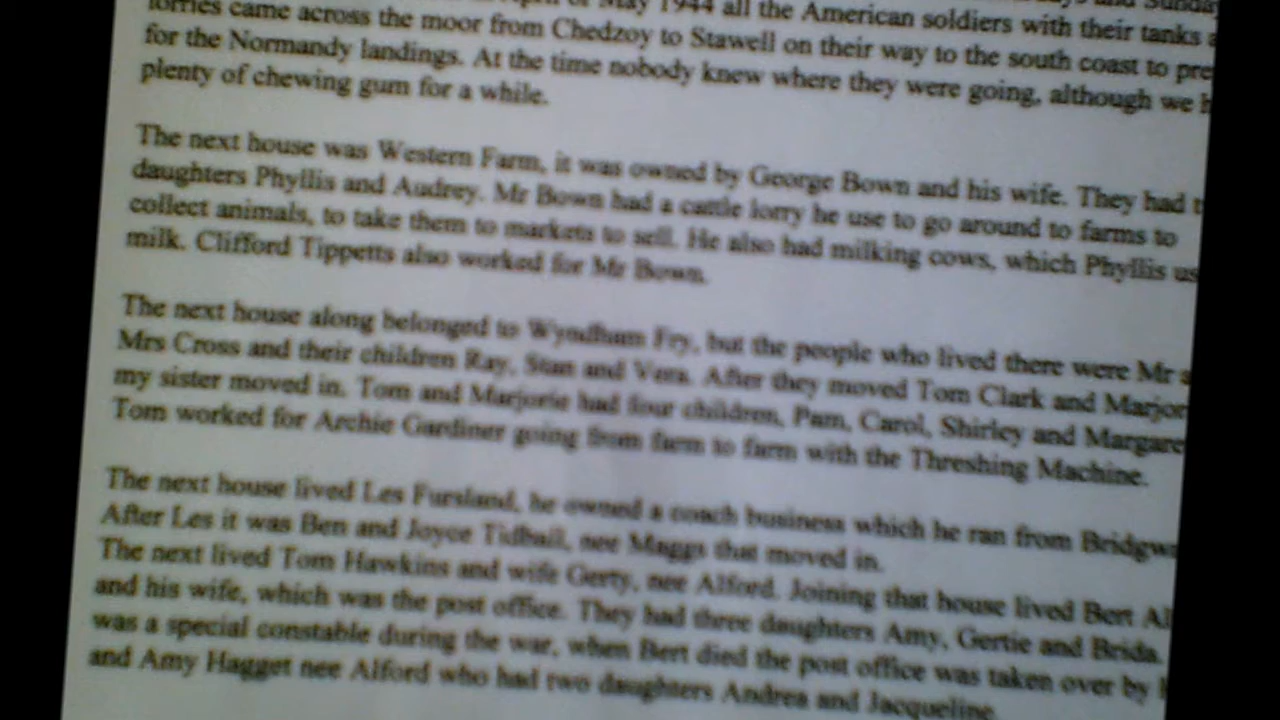 May 1944 all the American soldiers with their tanks
lorries came across the moor from Chedzoy to Stawell on their way to the south coast to
for the Normandy landings. At the time nobody knew where they were going, although we
plenty of chewing gum for a while.
The next house was Western Farm, it was owned by George Bown and his wife. They had
daughters Phyllis and Audrey. Mr Bown had a cattle lorry he use to go around to farms to
collect animals, to take them to markets to sell. He also had milking cows, which Phyllis
milk. Clifford Tippetts also worked for Mr Bown.
The next house along belonged to Wyndham Fry, but the people who lived there were Mr
Mrs Cross and their children Ray, Stan and Vera. After they moved Tom Clark and
my sister moved in. Tom and Marjorie had four children, Pam, Carol, Shirley and
Tom worked for Archie Gardiner going from farm to farm with the Threshing Machine.
The next house lived Les Fursland, he owned a coach business which he ran from
After Les it was Ben and Joyce Tidball, nee Maggs that moved in.
The next lived Tom Hawkins and wife Gerty, nee Alford. Joining that house lived Bert
and his wife, which was the post office. They had three daughters Amy, Gertie and Brida.
was a special constable during the war, when Bert died the post office was taken over by
and Amy Hagget nee Alford who had two daughters Andrea and Jacqueline.